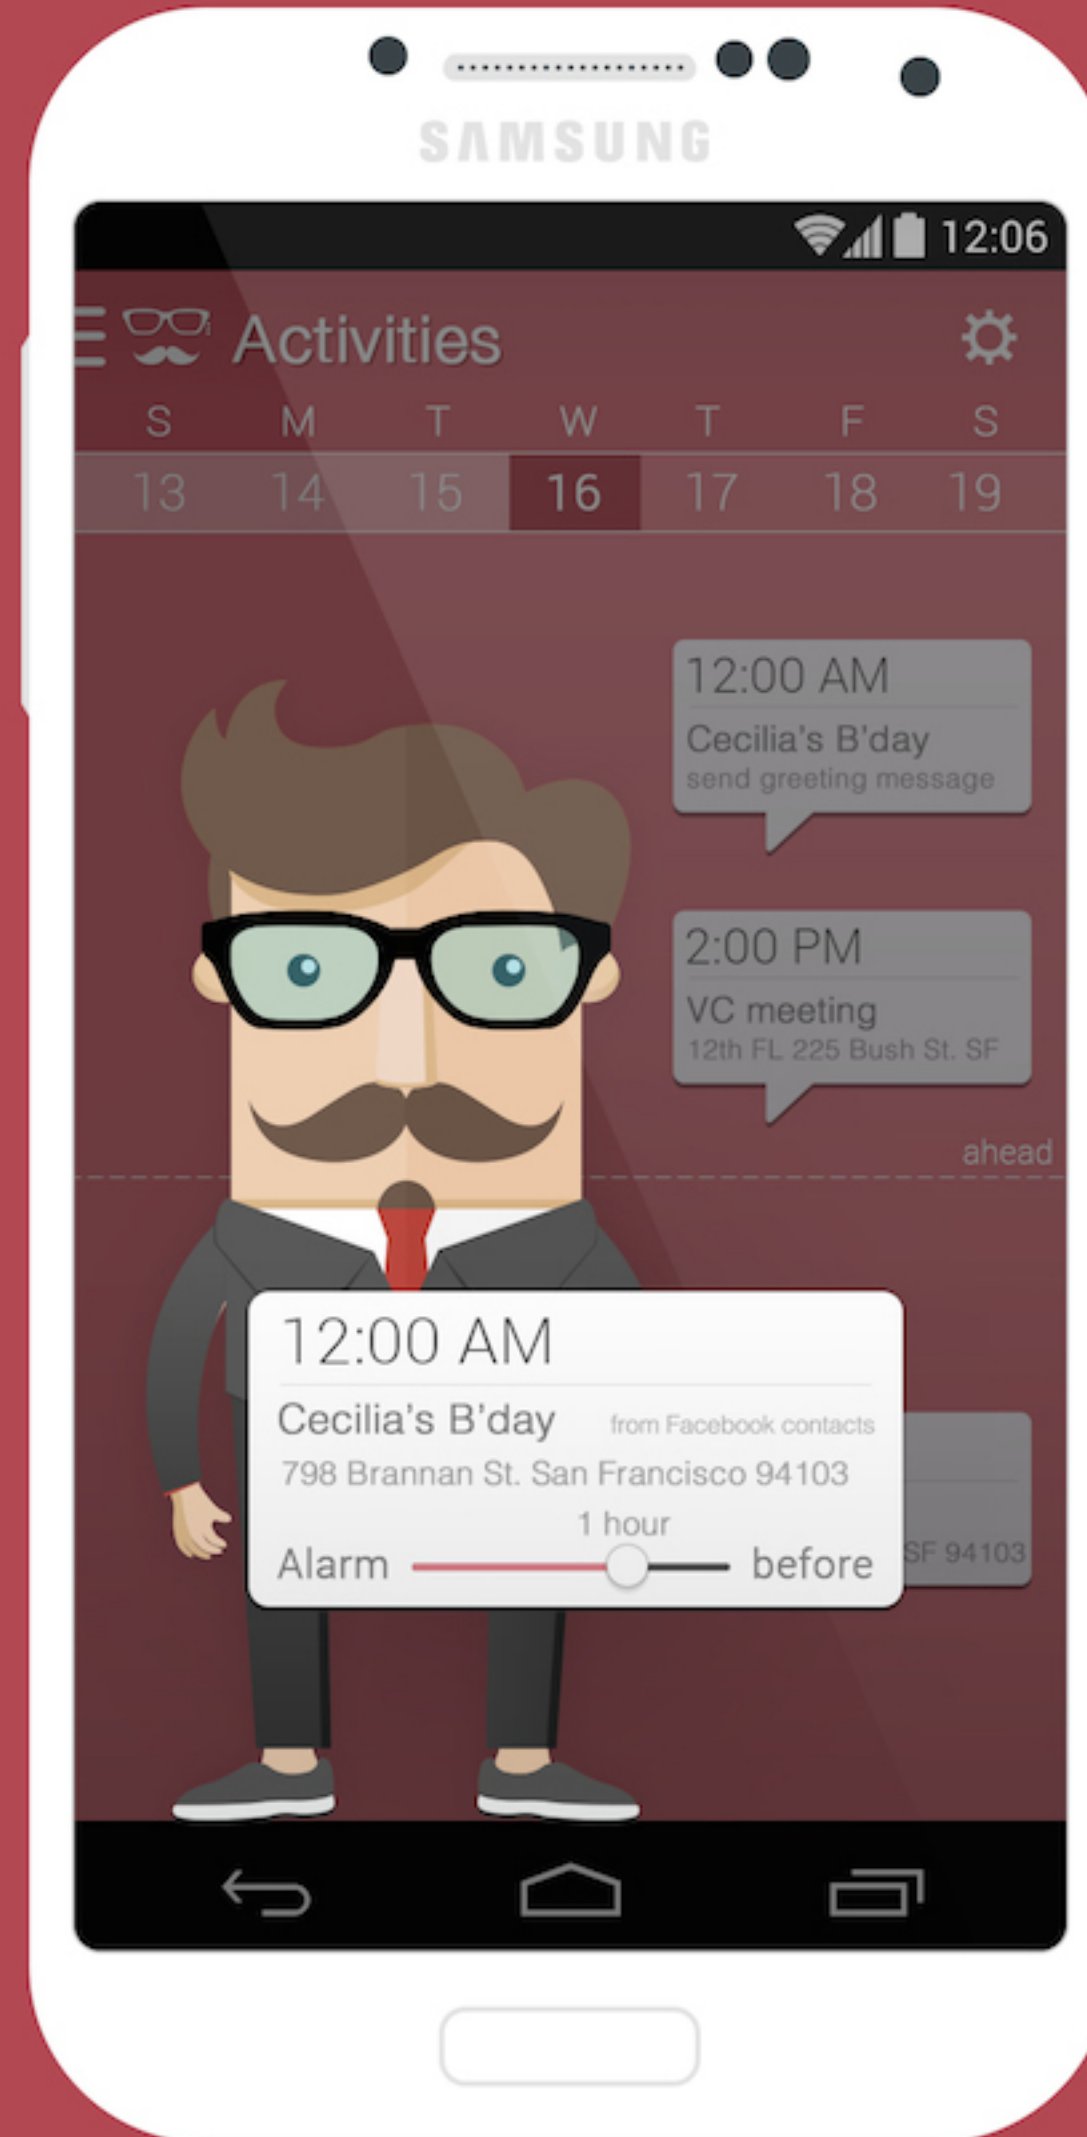 SAMSUNG
12:06
Activities
S M T W T F S
13 14 15 16 17 18 19
12:00 AM
Cecilia's B'day
send greeting message
2:00 PM
VC meeting
12th FL 225 Bush St. SF
ahead
12:00 AM
Cecilia's B'day from Facebook contacts
798 Brannan St. San Francisco 94103
1 hour
Alarm before
SF 94103